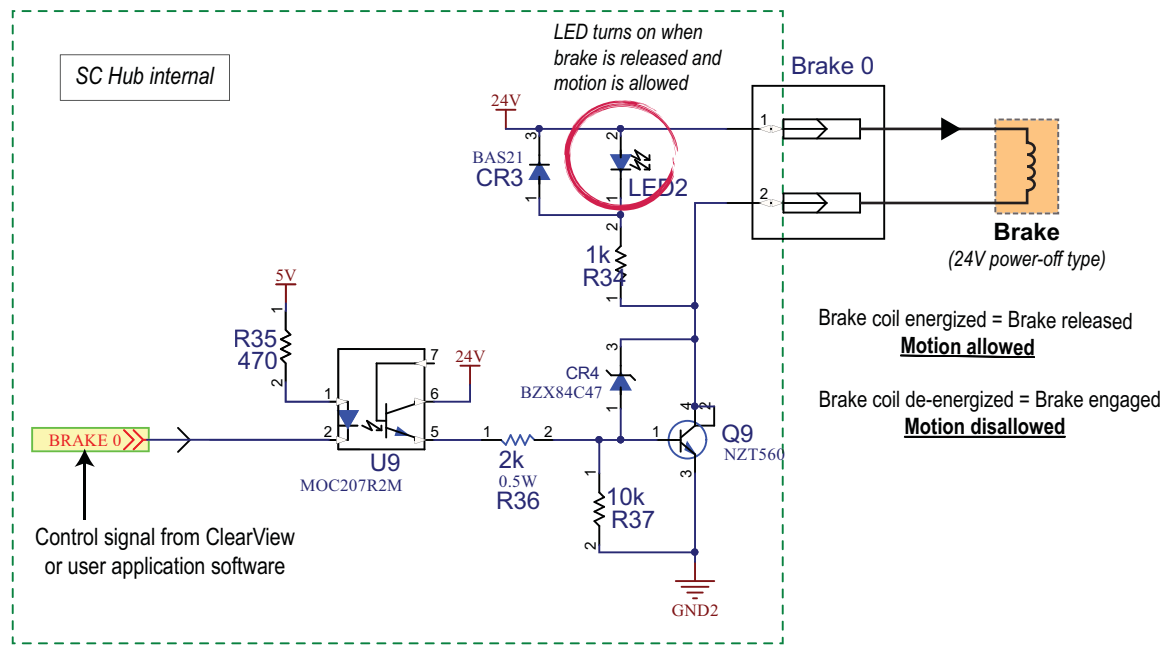 SC Hub internal
LED turns on when
brake is released and
motion is allowed
Brake 0
24V
3
2
1
BAS21
CR3
LED2
1
1
2
2
1k
R34
1
Brake
(24V power-off type)
5V
1
R35
470
2
7
24V
3
CR4
BZX84C47
1
Brake coil energized = Brake released
Motion allowed
Brake coil de-energized = Brake engaged
Motion disallowed
1
6
4
2
BRAKE 0
2
5
1
2
1
Q9
NZT560
U9
MOC207R2M
2k
0.5W
R36
1
10k
R37
2
3
Control signal from ClearView
or user application software
GND2